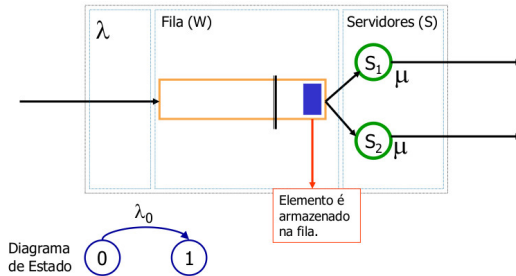 λ
Fila (W)
Servidores (S)
S1
μ
S2
μ
Elemento é
armazenado
na fila.
λ0
Diagrama
de Estado
0
1